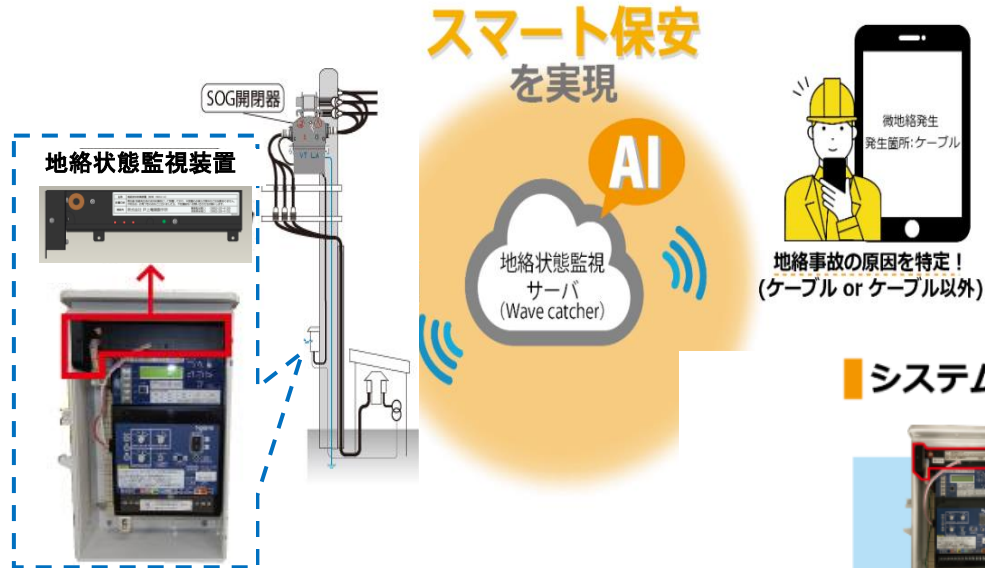 スマート保安
を実現
SOG開閉器
VT LA
地絡状態監視装置
AI
地絡状態監視
サーバ
(Wave catcher)
微地絡発生
発生箇所:ケーブル
地絡事故の原因を特定！
(ケーブル or ケーブル以外)
システム